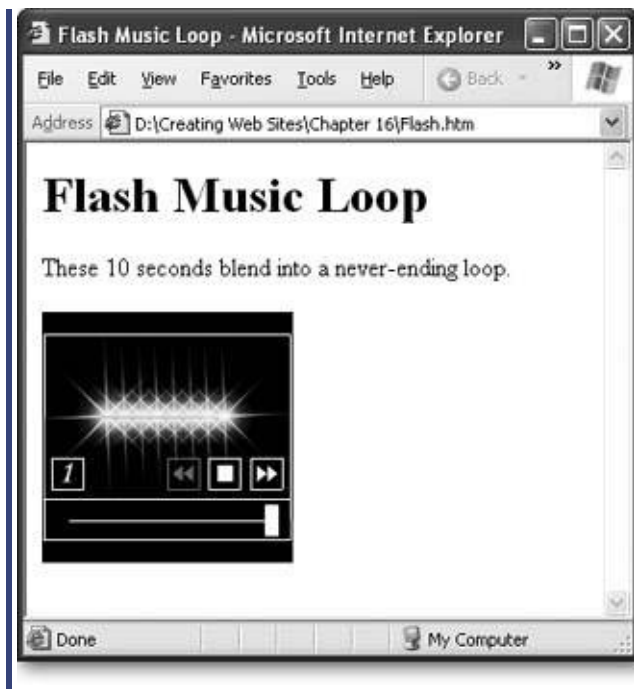 Flash Music Loop - Microsoft Internet Explorer
File Edit View Favorites Tools Help Back »
Address D:\Creating Web Sites\Chapter 16\Flash.htm
Flash Music Loop
These 10 seconds blend into a never-ending loop.
1
Done My Computer